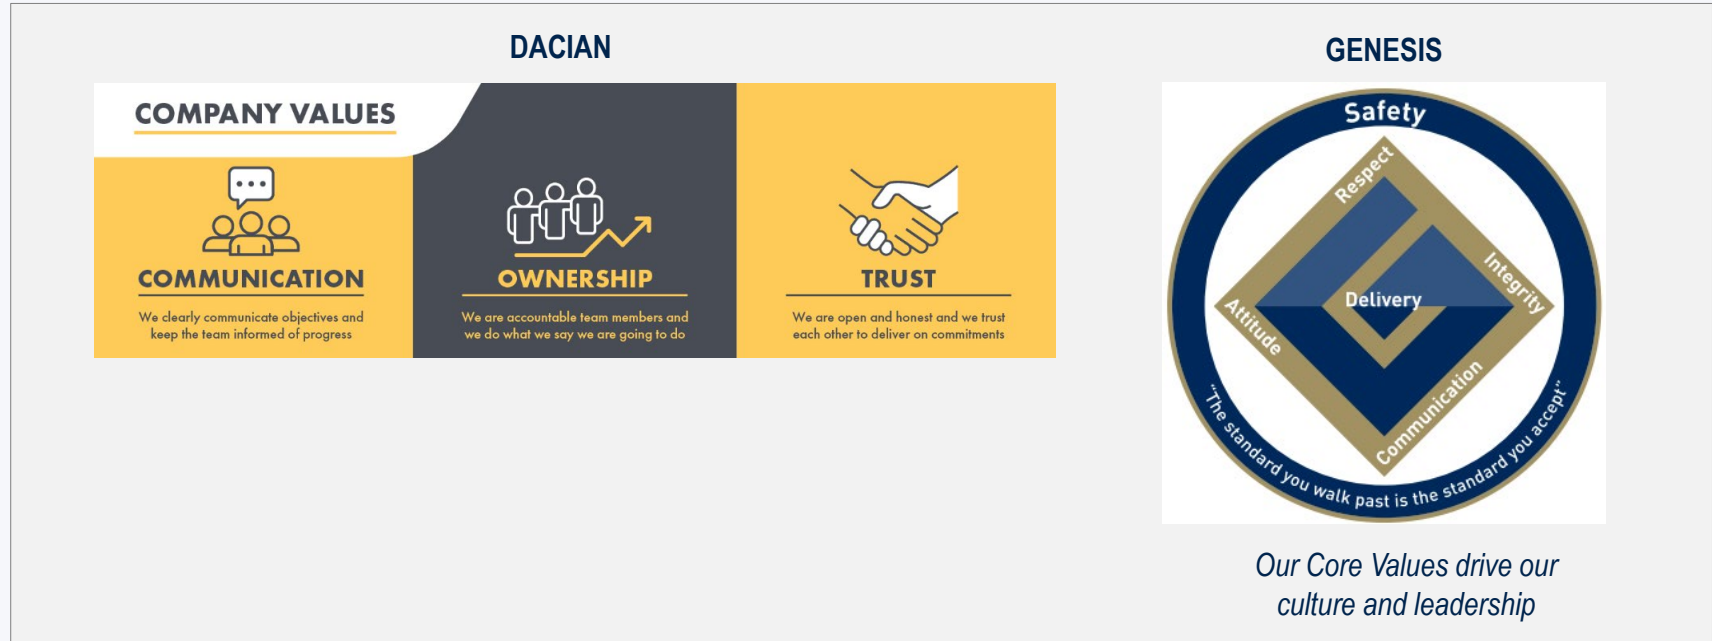 DACIAN
COMPANY VALUES
COMMUNICATION
We clearly communicate objectives and
keep the team informed of progress
OWNERSHIP
We are accountable team members and
we do what we say we are going to do
TRUST
We are open and honest and we trust
each other to deliver on commitments
GENESIS
Safety
Respect
Integrity
Delivery
Attitude
Communication
"The standard you walk past is the standard you accept"
Our Core Values drive our
culture and leadership